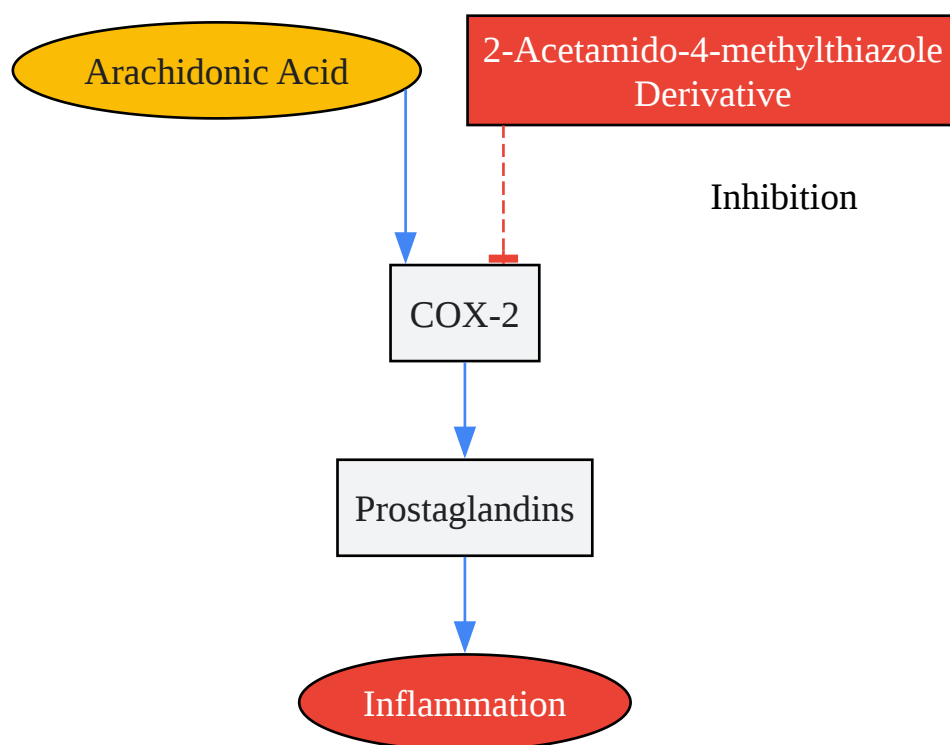 Arachidonic Acid
2-Acetamido-4-methylthiazole
Derivative
Inhibition
COX-2
Prostaglandins
Inflammation